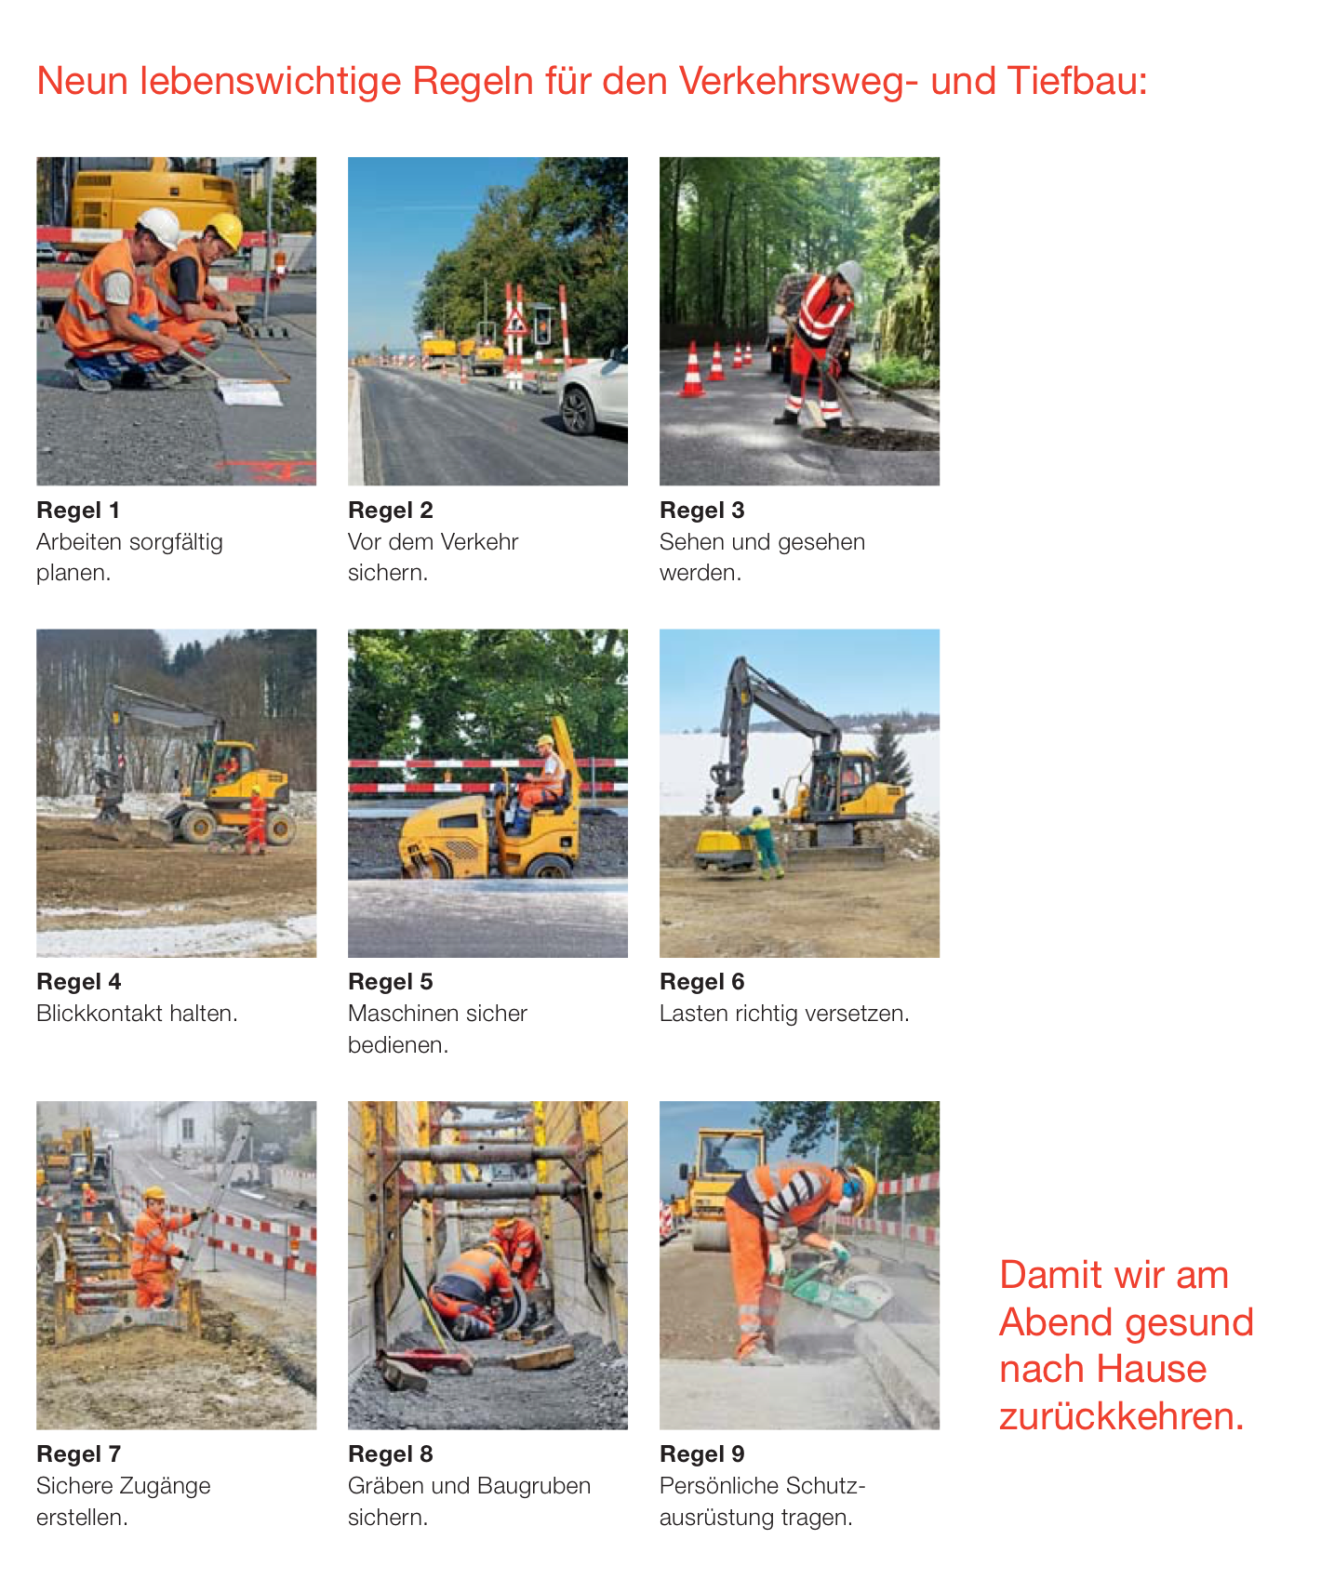 Neun lebenswichtige Regeln für den Verkehrsweg- und Tiefbau:
Regel 1
Arbeiten sorgfältig
planen.
Regel 2
Vor dem Verkehr
sichern.
Regel 3
Sehen und gesehen
werden.
Regel 4
Blickkontakt halten.
Regel 5
Maschinen sicher
bedienen.
Regel 6
Lasten richtig versetzen.
Regel 7
Sichere Zugänge
erstellen.
Regel 8
Gräben und Baugruben
sichern.
Regel 9
Persönliche Schutz-
ausrüstung tragen.
Damit wir am
Abend gesund
nach Hause
zurückkehren.